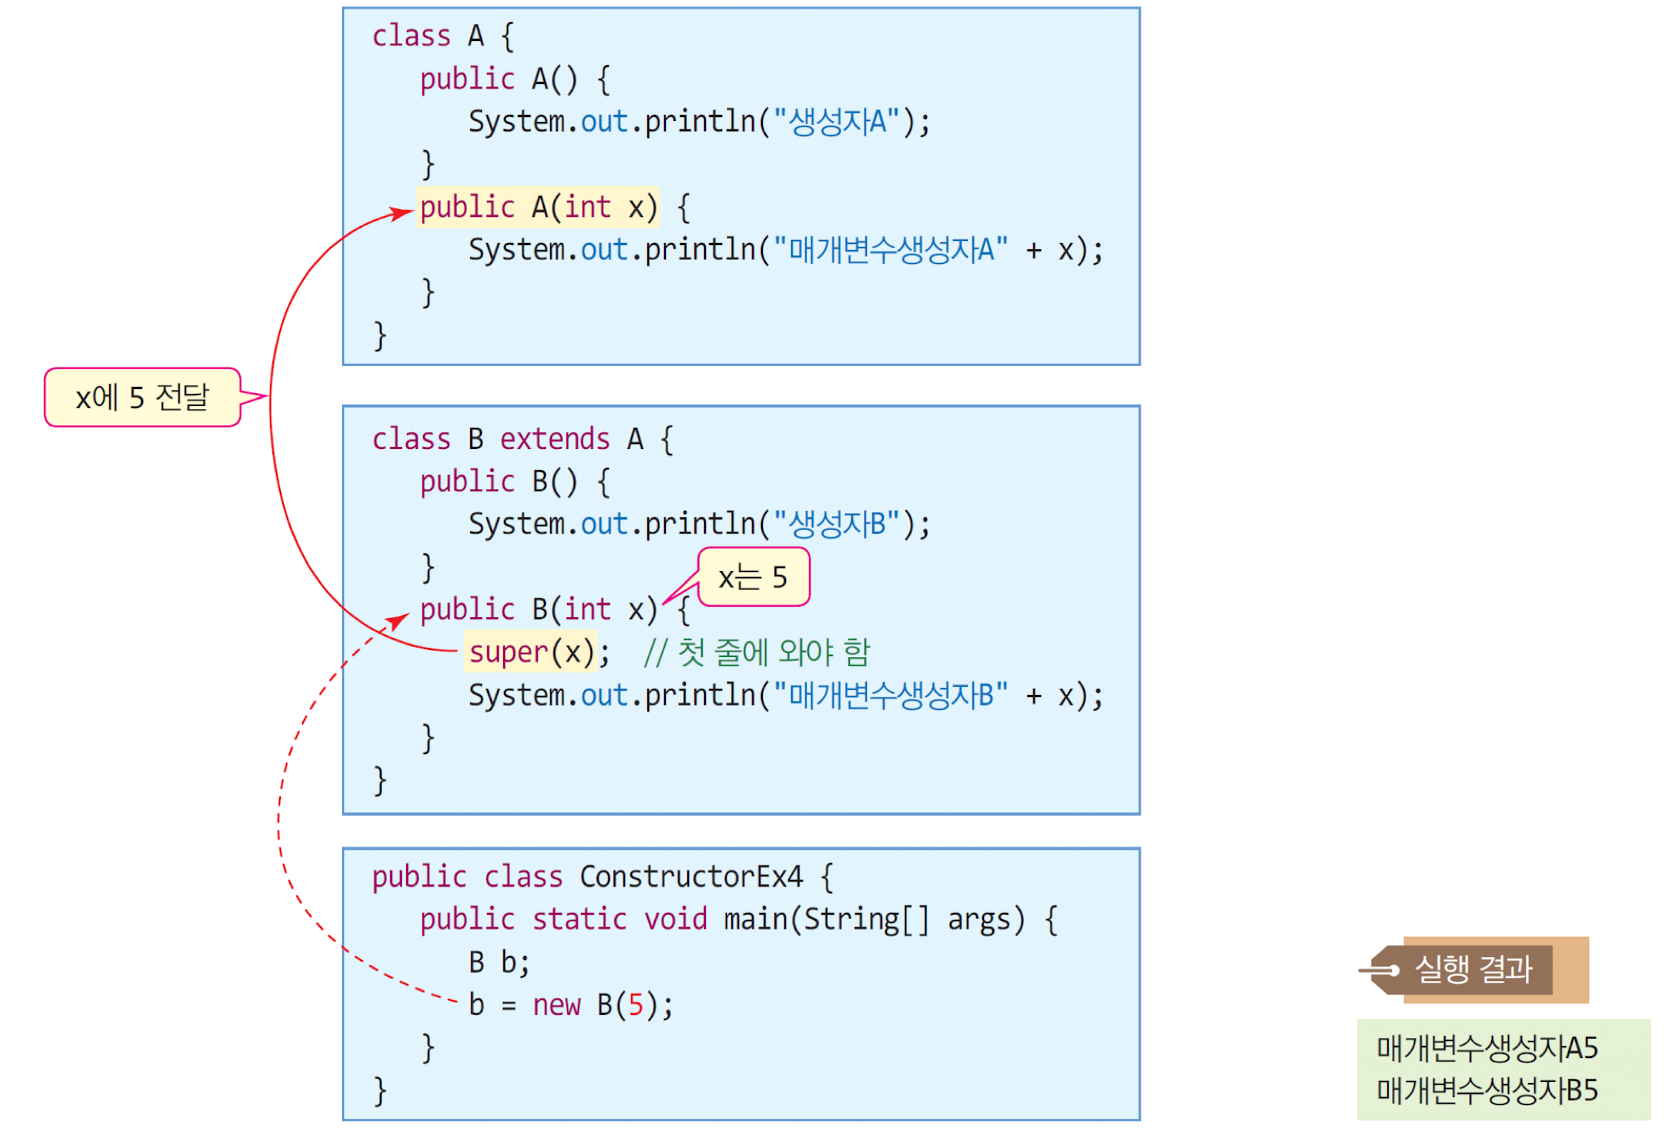 class A {
public A() {
System.out.println("생성자A");
}
public A(int x) {
System.out.println("매개변수생성자A" + x);
}
}
x에 5 전달
class B extends A {
public B() {
System.out.println("생성자B");
}
x는 5
public B(int x) {
super(x); // 첫 줄에 와야 함
System.out.println("매개변수생성자B" + x);
}
}
public class ConstructorEx4 {
public static void main(String[] args) {
B b;
b = new B(5);
}
}
실행 결과
매개변수생성자A5
매개변수생성자B5